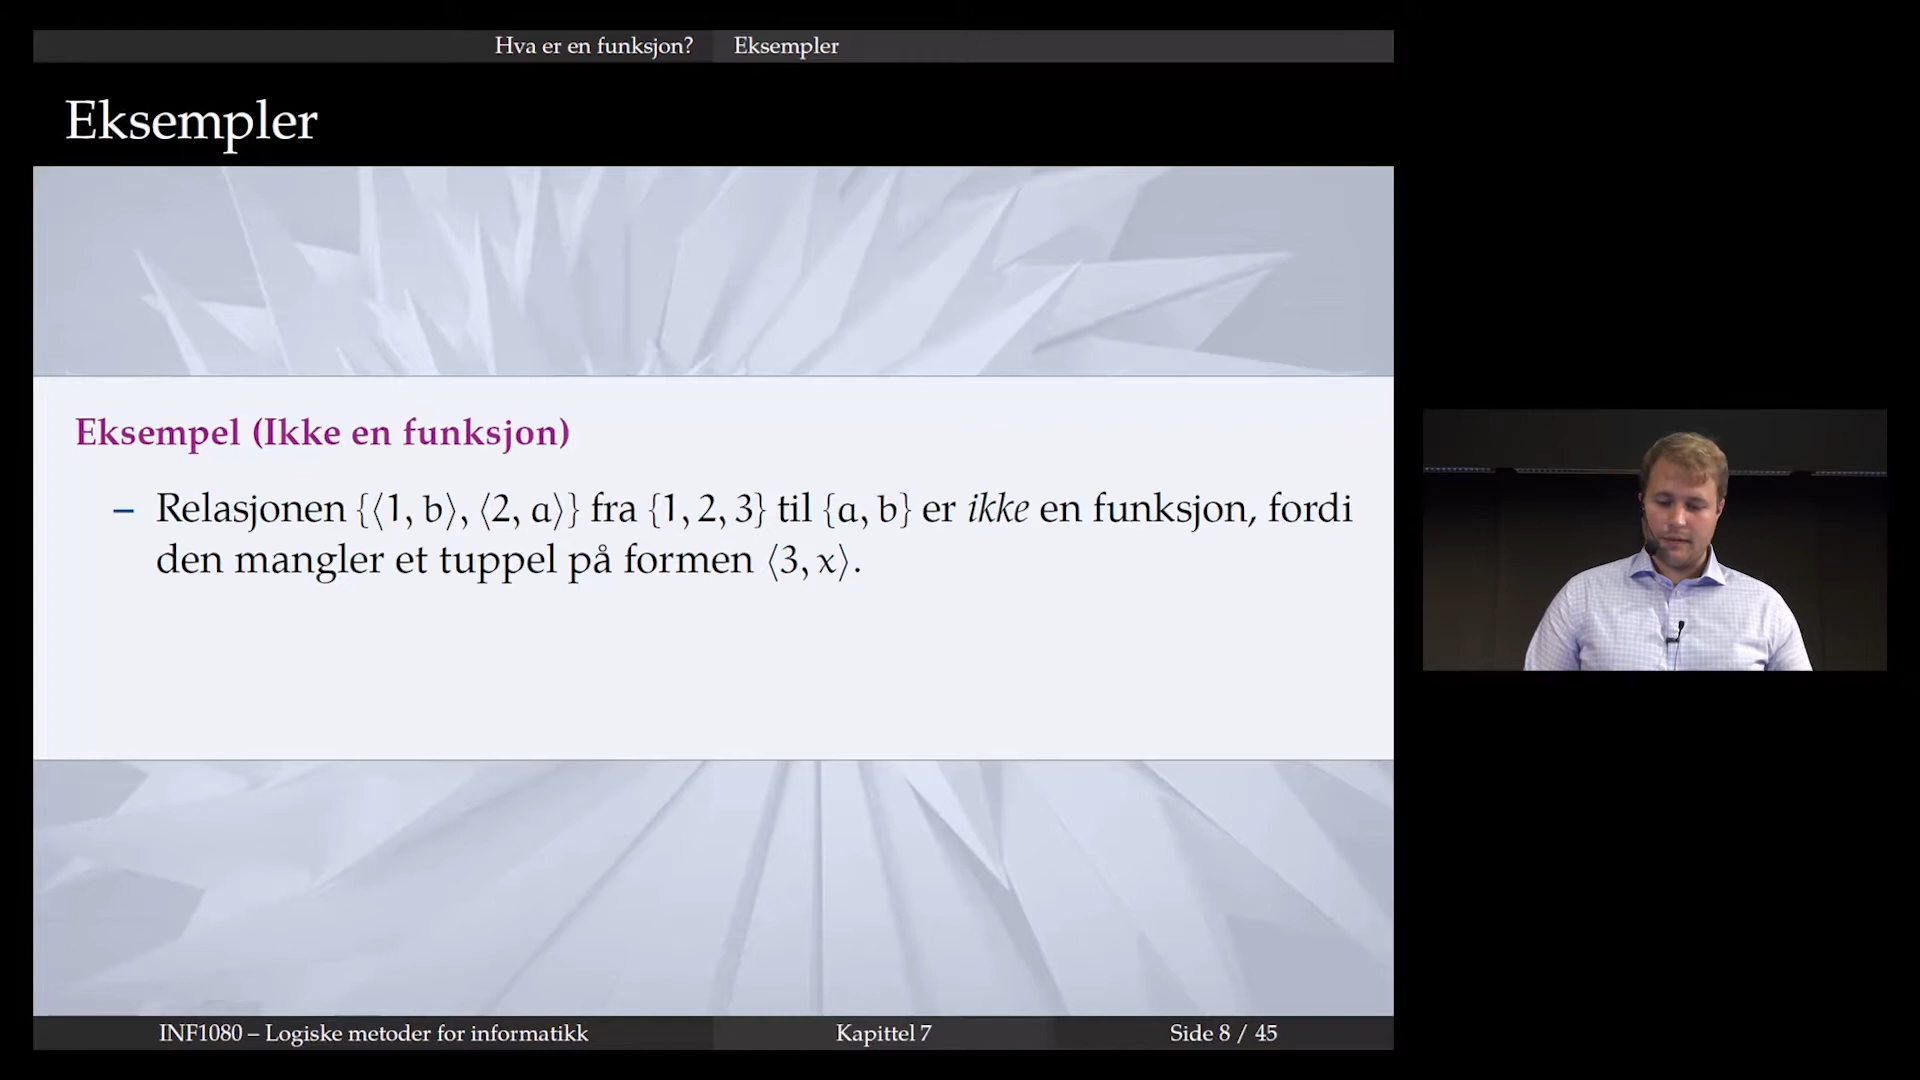 Hva er en funksjon? Eksempler
Eksempler
Eksempel (Ikke en funksjon)
– Relasjonen {⟨1, b⟩, ⟨2, a⟩} fra {1, 2, 3} til {a, b} er ikke en funksjon, fordi
den mangler et tuppel på formen ⟨3, x⟩.
INF1080 – Logiske metoder for informatikk Kapittel 7 Side 8 / 45